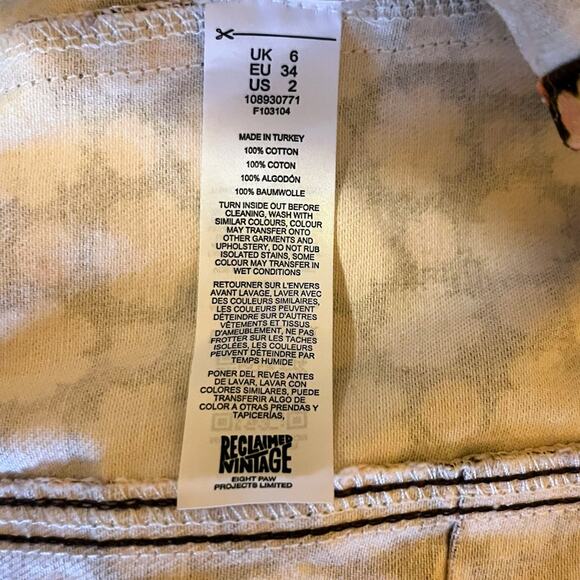 UK 6
EU 34
US 2
108930771
F103104
MADE IN TURKEY
100% COTTON
100% COTON
100% ALGODÓN
100% BAUMWOLLE
TURN INSIDE OUT BEFORE
CLEANING, WASH WITH
SIMILAR COLOURS, COLOUR
MAY TRANSFER ONTO
OTHER GARMENTS AND
UPHOLSTERY, DO NOT RUB
ISOLATED STAINS, SOME
COLOUR MAY TRANSFER IN
WET CONDITIONS
RETOURNER SUR L'ENVERS
AVANT LAVAGE, LAVER AVEC
DES COULEURS SIMILAIRES,
LES COULEURS PEUVENT
DÉTEINDRE SUR D'AUTRES
VÊTEMENTS ET TISSUS
D'AMEUBLEMENT, NE PAS
FROTTER SUR LES TACHES
ISOLÉES, LES COULEURS
PEUVENT DÉTEINDRE PAR
TEMPS HUMIDE
PONER DEL REVÉS ANTES
DE LAVAR, LAVAR CON
COLORES SIMILARES, PUEDE
TRANSFERIR ALGO DE
COLOR A OTRAS PRENDAS Y
TAPICERÍAS,
RECLAIMED
VINTAGE
EIGHT PAW
PROJECTS LIMITED